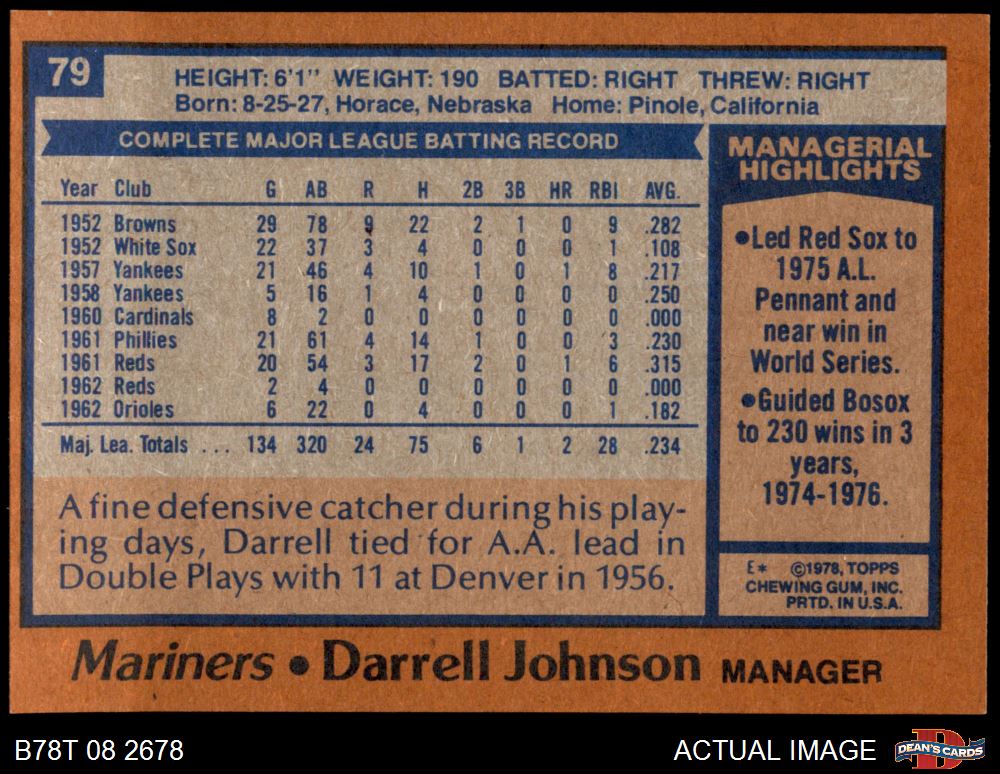 79
HEIGHT: 6'1" WEIGHT: 190 BATTED: RIGHT THREW: RIGHT
Born: 8-25-27, Horace, Nebraska Home: Pinole, California
COMPLETE MAJOR LEAGUE BATTING RECORD
Year Club G AB R H 2B 3B HR RBI AVG.
1952 Browns 29 78 9 22 2 1 0 9 .282
1952 White Sox 22 37 3 4 0 0 0 1 .108
1957 Yankees 21 46 4 10 1 0 1 8 .217
1958 Yankees 5 16 1 4 0 0 0 0 .250
1960 Cardinals 8 2 0 0 0 0 0 0 .000
1961 Phillies 21 61 4 14 1 0 0 3 .230
1961 Reds 20 54 3 17 2 0 1 6 .315
1962 Reds 2 4 0 0 0 0 0 0 .000
1962 Orioles 6 22 0 4 0 0 0 1 .182
Maj. Lea. Totals ... 134 320 24 75 6 1 2 28 .234
A fine defensive catcher during his play-
ing days, Darrell tied for A.A. lead in
Double Plays with 11 at Denver in 1956.
MANAGERIAL
HIGHLIGHTS
•Led Red Sox to
1975 A.L.
Pennant and
near win in
World Series.
•Guided Bosox
to 230 wins in 3
years,
1974-1976.
E* ©1978, TOPPS
CHEWING GUM, INC.
PRTD. IN U.S.A.
Mariners • Darrell Johnson MANAGER
B78T 08 2678
ACTUAL IMAGE
D
DEAN'S CARDS